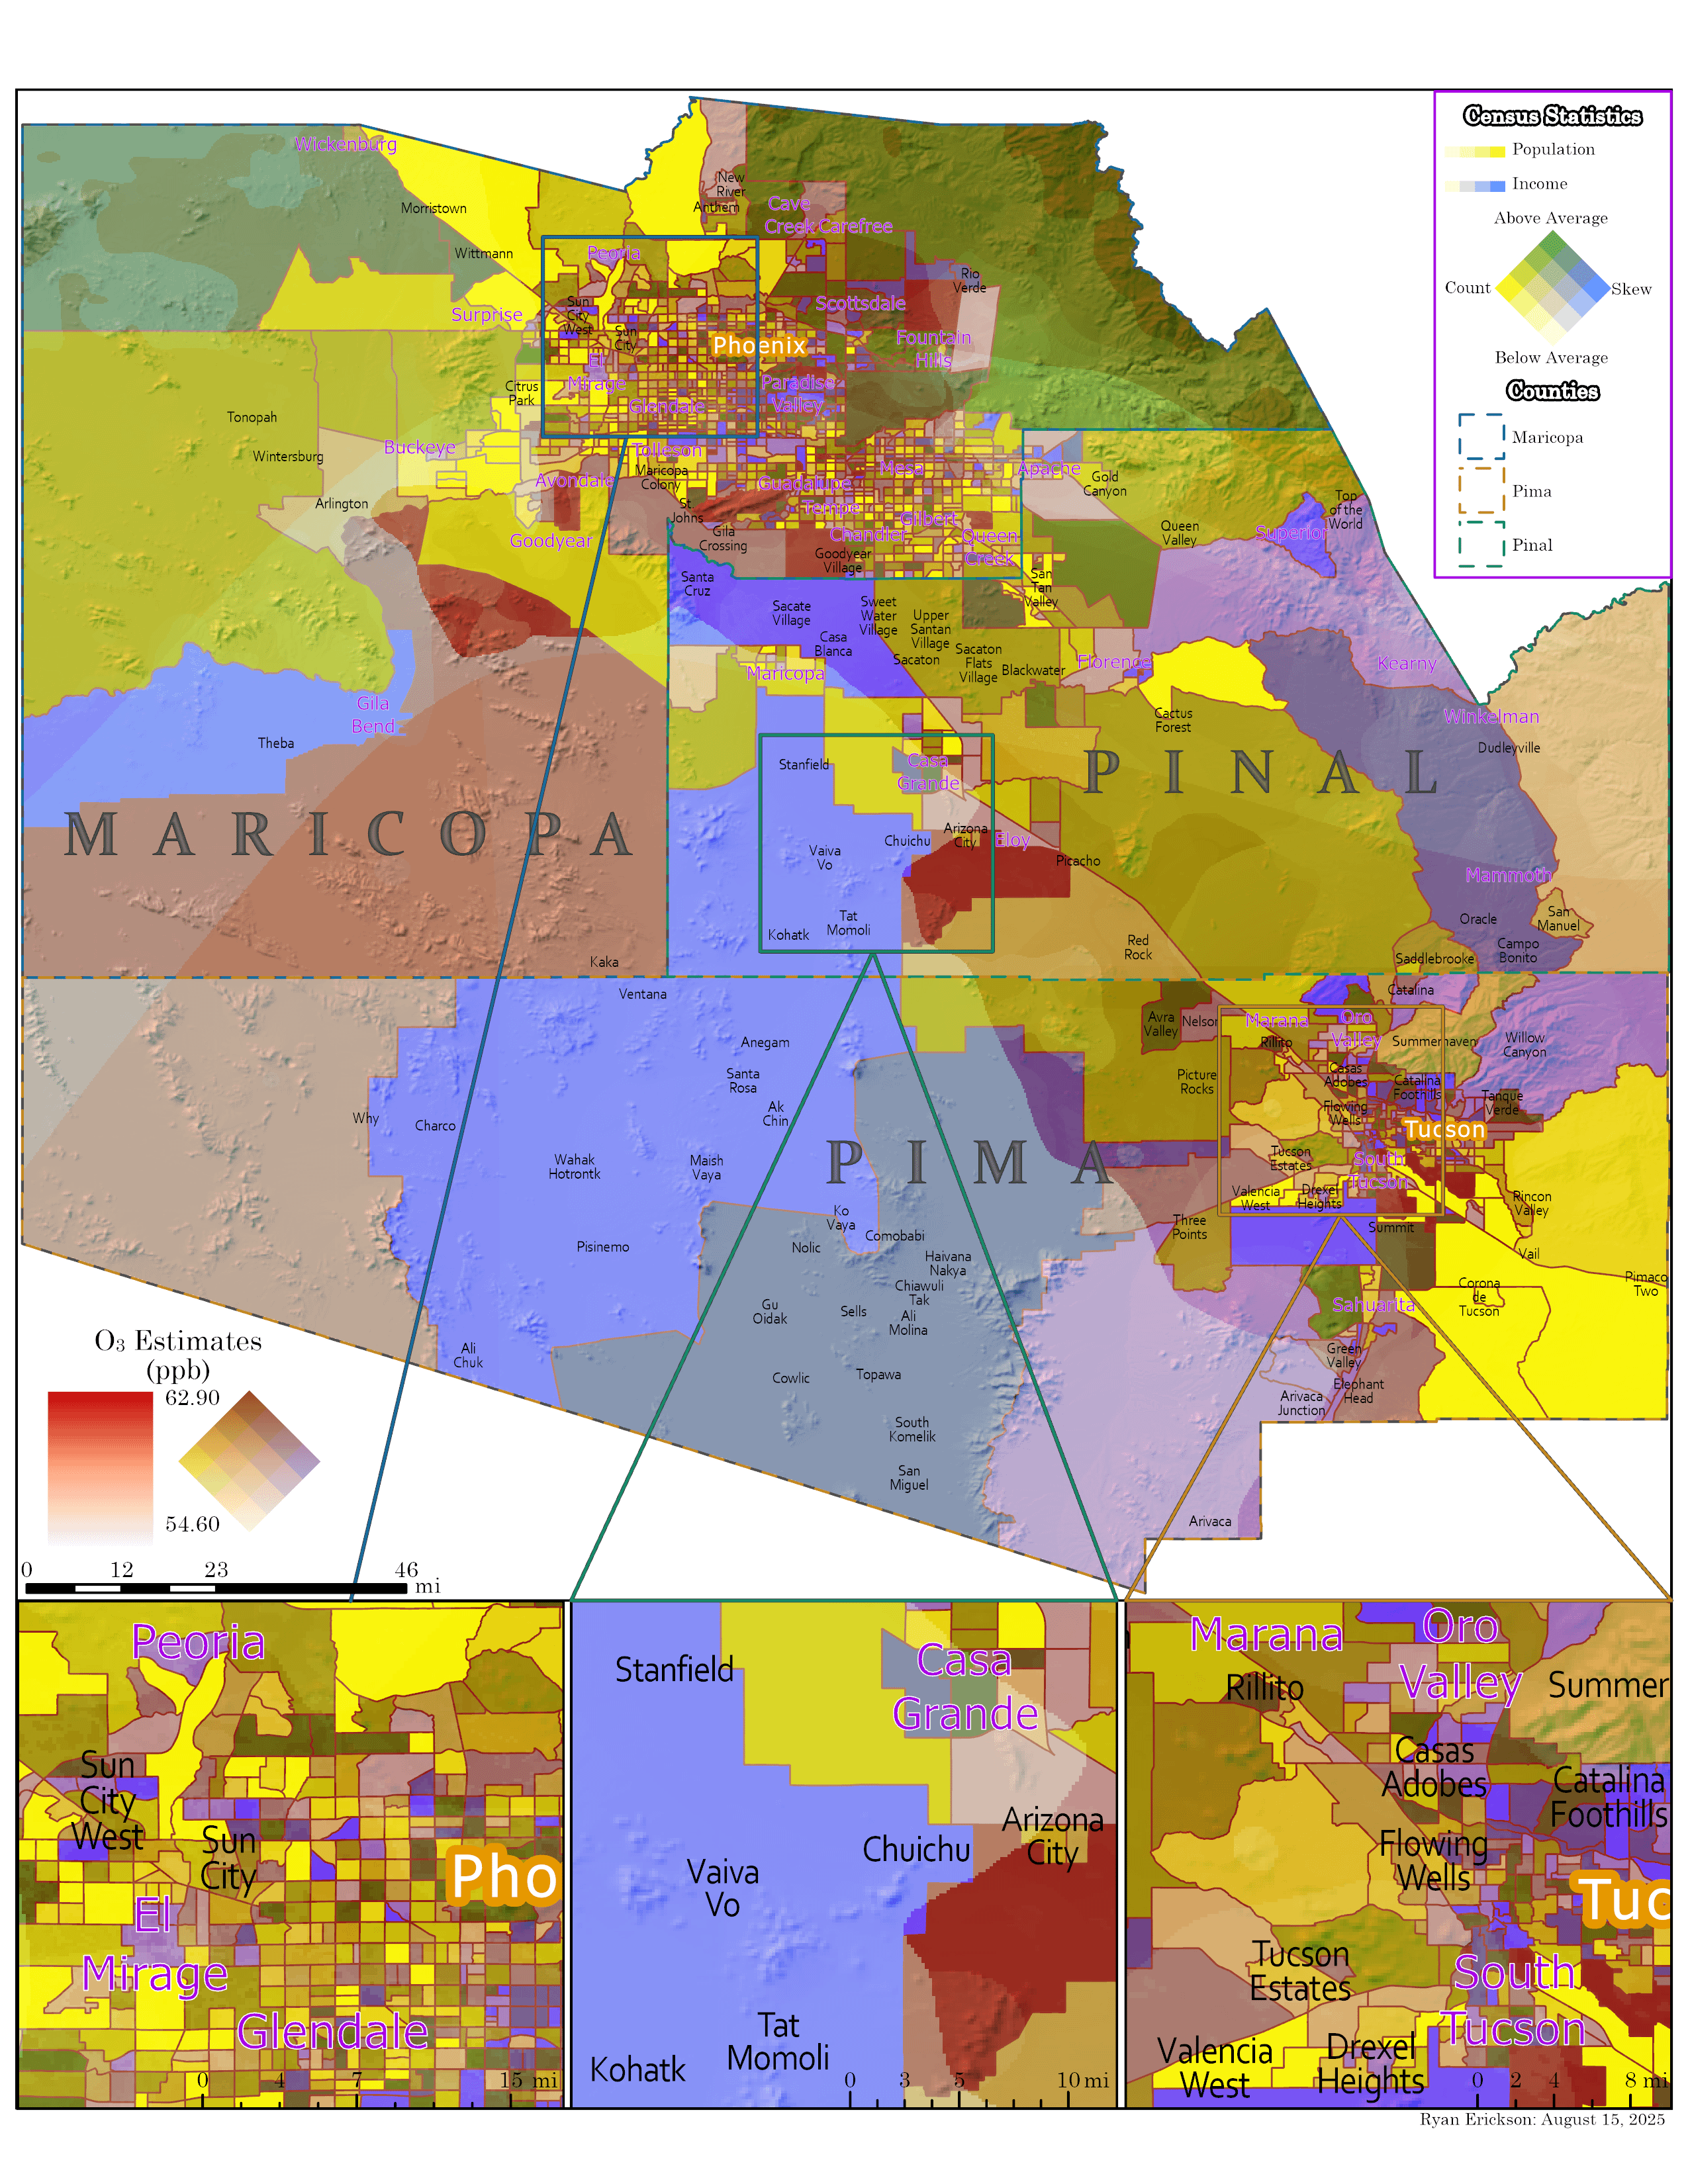 Census Statistics
Population
Income
Above Average
Count
Skew
Below Average
Counties
Maricopa
Pima
Pinal
Wickenburg
Morristown
Wittmann
Surprise
New
River
Anthem
Cave
Creek
Carefree
Peoria
Sun
City
West
Sun
City
El
Mirage
Glendale
Phoenix
Scottsdale
Rio
Verde
Fountain
Hills
Paradise
Valley
Citrus
Park
Tonopah
Wintersburg
Buckeye
Arlington
Avondale
Goodyear
Tolleson
Maricopa
Colony
St.
Johns
Gila
Crossing
Guadalupe
Tempe
Mesa
Gilbert
Chandler
Queen
Creek
Goodyear
Village
Apache
Gold
Canyon
Queen
Valley
Superior
Top
of the
World
San
Tan
Valley
Santa
Cruz
Sacate
Village
Casa
Blanca
Sweet
Water
Village
Upper
Santan
Village
Sacaton
Sacaton
Flats
Village
Blackwater
Florence
Kearny
Maricopa
Winkelman
Dudleyville
Cactus
Forest
Gila
Bend
Theba
Stanfield
Casa
Grande
PINAL
MARICOPA
Vaiva
Vo
Chuichu
Arizona
City
Eloy
Picacho
Mammoth
Tat
Momoli
Kohatk
Kaka
Red
Rock
Oracle
San
Manuel
Campo
Bonito
Saddlebrooke
Ventana
Catalina
Avra
Valley
Nelson
Marana
Oro
Valley
Rillito
Summerhaven
Willow
Canyon
Anegam
Santa
Rosa
Ak
Chin
Picture
Rocks
Casas
Adobes
Catalina
Foothills
Tanque
Verde
Flowing
Wells
Tucson
Why
Charco
Wahak
Hotrontk
Maish
Vaya
PIMA
Tucson
Estates
South
Tucson
Valencia
West
Drexel
Heights
Rincon
Valley
Ko
Vaya
Comobabi
Three
Points
Summit
Vail
Pisinemo
Nolic
Haivana
Nakya
Chiawuli
Tak
Gu
Oidak
Sells
Ali
Molina
Corona
de
Tucson
Pimaco
Two
Sahuarita
Green
Valley
Ali
Chuk
Cowlic
Topawa
Elephant
Head
Arivaca
Junction
South
Komelik
San
Miguel
Arivaca
O₃ Estimates
(ppb)
62.90
54.60
0 12 23 46 mi
Peoria
Sun
City
West
Sun
City
Pho
El
Mirage
Glendale
0 4 7 15 mi
Stanfield
Casa
Grande
Arizona
City
Chuichu
Vaiva
Vo
Tat
Momoli
Kohatk
0 3 5 10 mi
Marana
Oro
Valley
Rillito
Summer
Casas
Adobes
Catalina
Foothills
Flowing
Wells
Tuc
Tucson
Estates
South
Tucson
Valencia
West
Drexel
Heights
0 2 4 8 mi
Ryan Erickson: August 15, 2025